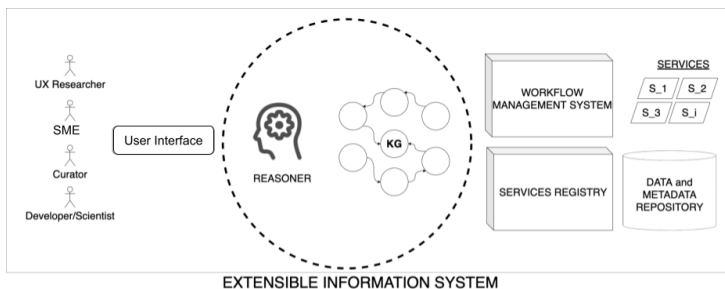 UX Researcher
SME
Curator
Developer/Scientist
User Interface
REASONER
KG
WORKFLOW
MANAGEMENT SYSTEM
SERVICES
S_1
S_2
S_3
S_i
SERVICES REGISTRY
DATA and
METADATA
REPOSITORY
EXTENSIBLE INFORMATION SYSTEM